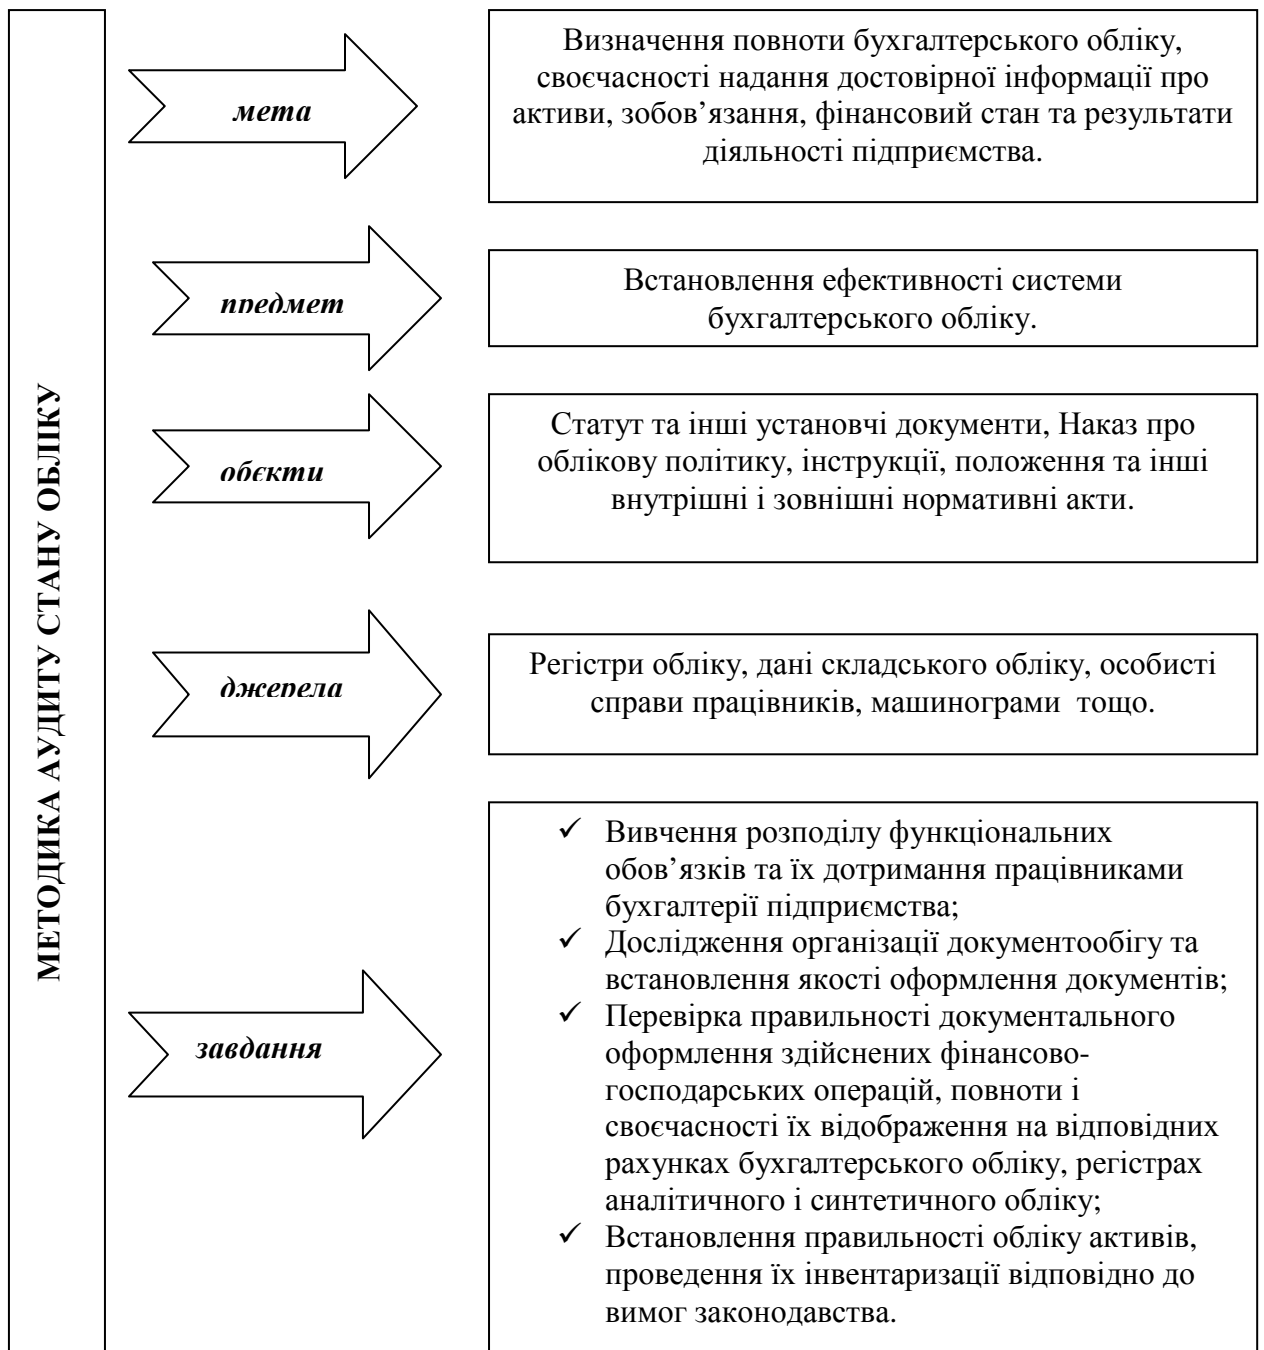 МЕТОДИКА АУДИТУ СТАНУ ОБЛІКУ
мета
Визначення повноти бухгалтерського обліку,
своєчасності надання достовірної інформації про
активи, зобов’язання, фінансовий стан та результати
діяльності підприємства.
предмет
Встановлення ефективності системи
бухгалтерського обліку.
обєкти
Статут та інші установчі документи, Наказ про
облікову політику, інструкції, положення та інші
внутрішні і зовнішні нормативні акти.
джерела
Регістри обліку, дані складського обліку, особисті
справи працівників, машинограми тощо.
завдання
✓ Вивчення розподілу функціональних
обов’язків та їх дотримання працівниками
бухгалтерії підприємства;
✓ Дослідження організації документообігу та
встановлення якості оформлення документів;
✓ Перевірка правильності документального
оформлення здійснених фінансово-
господарських операцій, повноти і
своєчасності їх відображення на відповідних
рахунках бухгалтерського обліку, регістрах
аналітичного і синтетичного обліку;
✓ Встановлення правильності обліку активів,
проведення їх інвентаризації відповідно до
вимог законодавства.